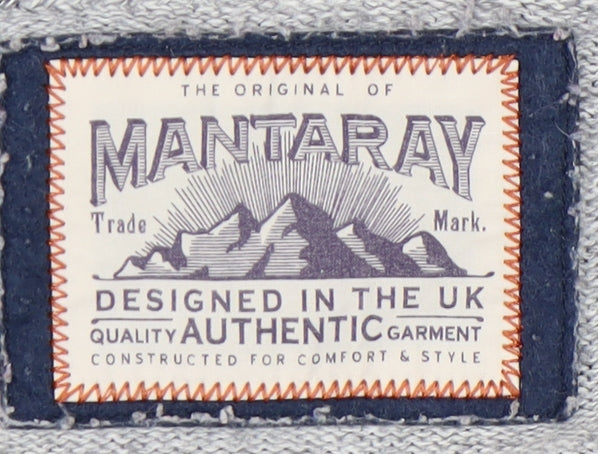 THE ORIGINAL OF
MANTARAY
Trade Mark.
DESIGNED IN THE UK
QUALITY AUTHENTIC GARMENT
CONSTRUCTED FOR COMFORT & STYLE